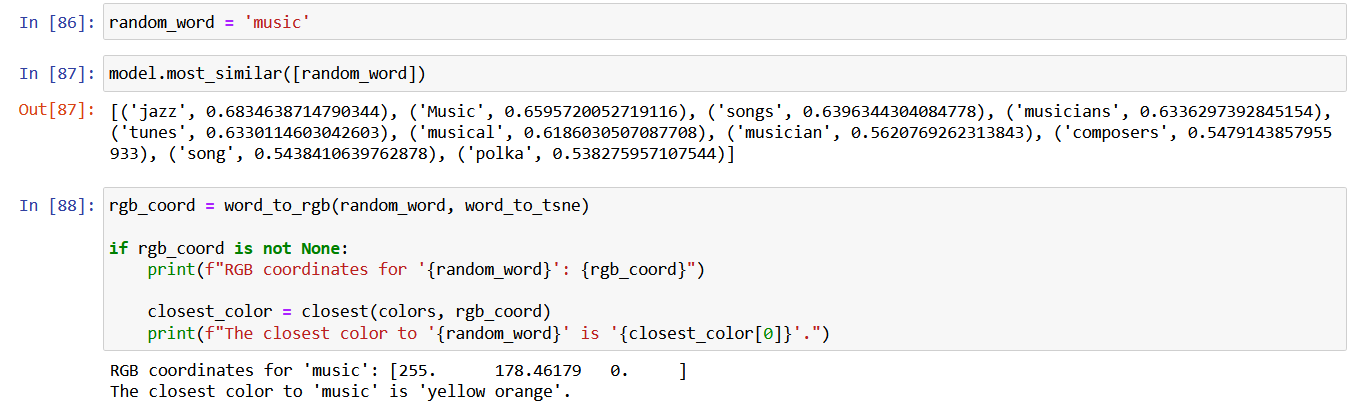 In [86]: random_word = 'music'
In [87]: model.most_similar([random_word])
Out[87]: [('jazz', 0.6834638714790344), ('Music', 0.6595720052719116), ('songs', 0.6396344304084778), ('musicians', 0.6336297392845154),
('tunes', 0.6330114603042603), ('musical', 0.6186030507087708), ('musician', 0.5620769262313843), ('composers', 0.5479143857955
933), ('song', 0.5438410639762878), ('polka', 0.538275957107544)]
In [88]: rgb_coord = word_to_rgb(random_word, word_to_tsne)
if rgb_coord is not None:
    print(f"RGB coordinates for '{random_word}': {rgb_coord}")
    closest_color = closest(colors, rgb_coord)
    print(f"The closest color to '{random_word}' is '{closest_color[0]}'.")
RGB coordinates for 'music': [255.      178.46179   0.     ]
The closest color to 'music' is 'yellow orange'.